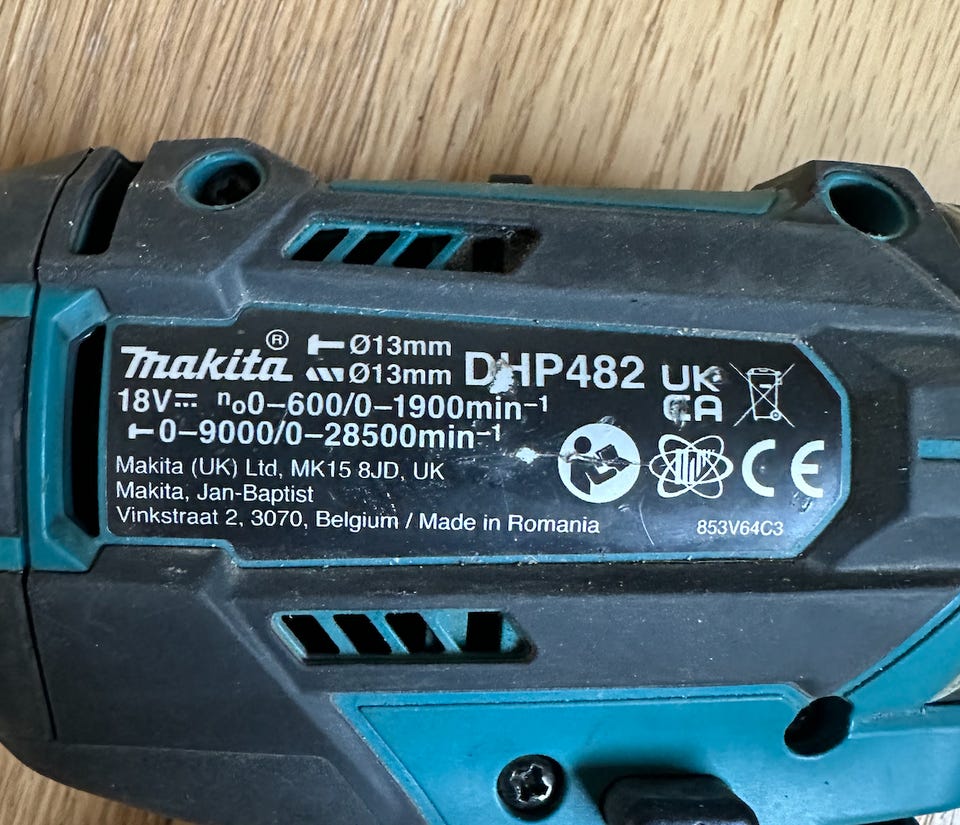 makita® Ø13mm
Ø13mm DHP482 UK CA
18V⎓ n₀0–600/0–1900min⁻¹
0–9000/0–28500min⁻¹ CE
Makita (UK) Ltd, MK15 8JD, UK
Makita, Jan-Baptist
Vinkstraat 2, 3070, Belgium / Made in Romania 853V64C3